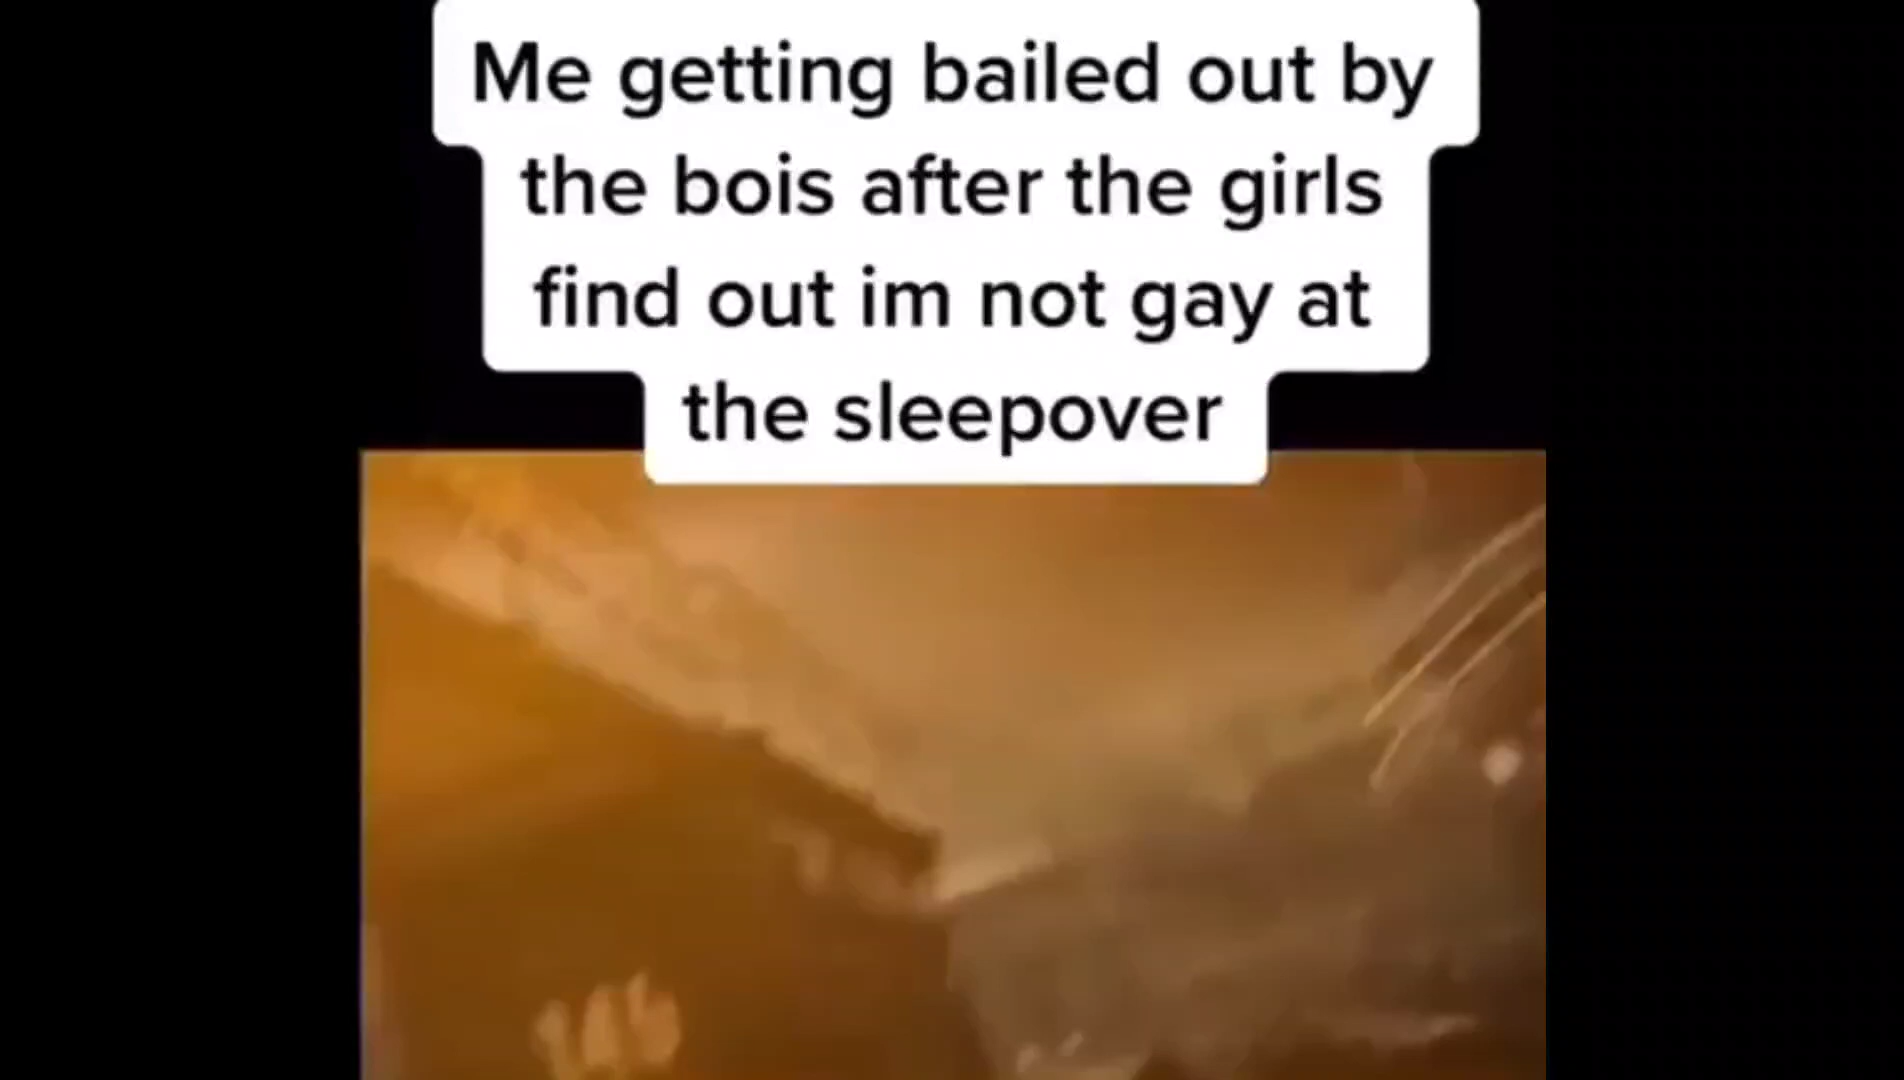 Me getting bailed out by
the bois after the girls
find out im not gay at
the sleepover